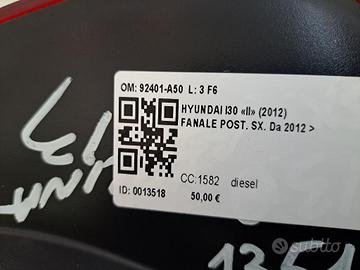 OM: 92401-A50 L: 3 F6
HYUNDAI I30 «II» (2012)
FANALE POST. SX. Da 2012 >
CC:1582 diesel
ID: 0013518
50,00 €
1351
subito